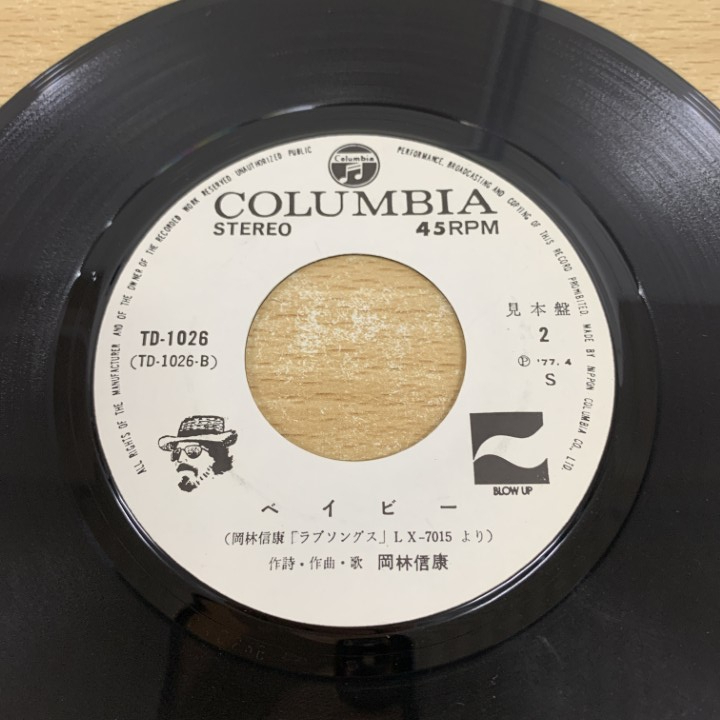 ALL RIGHTS OF THE MANUFACTURER AND OF THE OWNER OF THE RECORDED WORK RESERVED UNAUTHORIZED PUBLIC PERFORMANCE, BROADCASTING AND COPYING OF THIS RECORD PROHIBITED. MADE BY NIPPON COLUMBIA CO., LTD.
Columbia
COLUMBIA
STEREO 45RPM
見本盤
TD-1026 2
(TD-1026-B) Ⓟ '77.4
S
BLOW UP
ベイビー
(岡林信康「ラブソングス」LX-7015 より)
作詩・作曲・歌 岡林信康